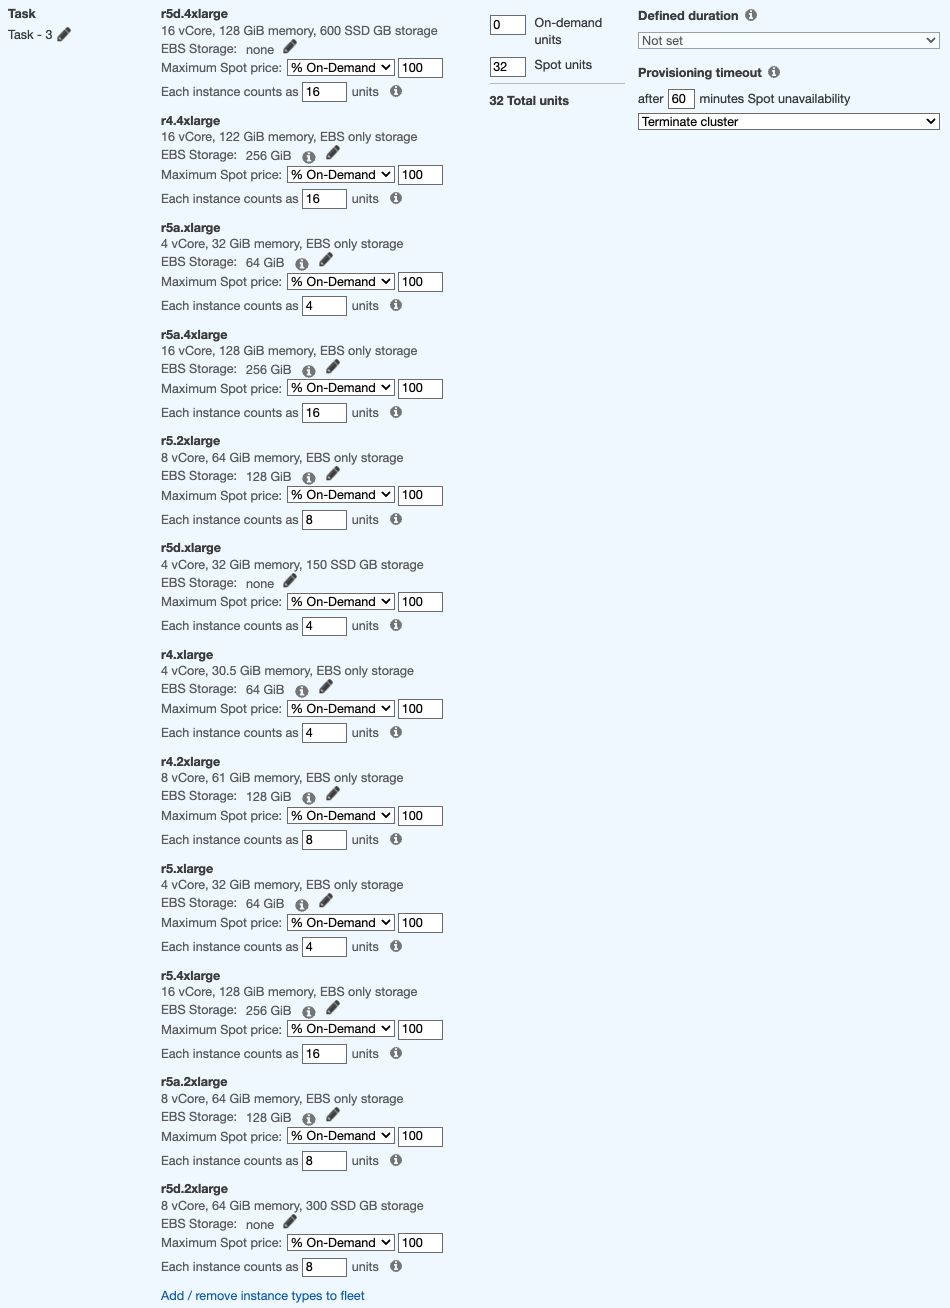 Task
Task - 3
r5d.4xlarge
16 vCore, 128 GiB memory, 600 SSD GB storage
EBS Storage: none
Maximum Spot price: % On-Demand 100
Each instance counts as 16 units
r4.4xlarge
16 vCore, 122 GiB memory, EBS only storage
EBS Storage: 256 GiB
Maximum Spot price: % On-Demand 100
Each instance counts as 16 units
r5a.xlarge
4 vCore, 32 GiB memory, EBS only storage
EBS Storage: 64 GiB
Maximum Spot price: % On-Demand 100
Each instance counts as 4 units
r5a.4xlarge
16 vCore, 128 GiB memory, EBS only storage
EBS Storage: 256 GiB
Maximum Spot price: % On-Demand 100
Each instance counts as 16 units
r5.2xlarge
8 vCore, 64 GiB memory, EBS only storage
EBS Storage: 128 GiB
Maximum Spot price: % On-Demand 100
Each instance counts as 8 units
r5d.xlarge
4 vCore, 32 GiB memory, 150 SSD GB storage
EBS Storage: none
Maximum Spot price: % On-Demand 100
Each instance counts as 4 units
r4.xlarge
4 vCore, 30.5 GiB memory, EBS only storage
EBS Storage: 64 GiB
Maximum Spot price: % On-Demand 100
Each instance counts as 4 units
r4.2xlarge
8 vCore, 61 GiB memory, EBS only storage
EBS Storage: 128 GiB
Maximum Spot price: % On-Demand 100
Each instance counts as 8 units
r5.xlarge
4 vCore, 32 GiB memory, EBS only storage
EBS Storage: 64 GiB
Maximum Spot price: % On-Demand 100
Each instance counts as 4 units
r5.4xlarge
16 vCore, 128 GiB memory, EBS only storage
EBS Storage: 256 GiB
Maximum Spot price: % On-Demand 100
Each instance counts as 16 units
r5a.2xlarge
8 vCore, 64 GiB memory, EBS only storage
EBS Storage: 128 GiB
Maximum Spot price: % On-Demand 100
Each instance counts as 8 units
r5d.2xlarge
8 vCore, 64 GiB memory, 300 SSD GB storage
EBS Storage: none
Maximum Spot price: % On-Demand 100
Each instance counts as 8 units
Add / remove instance types to fleet
0 On-demand
units
32 Spot units
32 Total units
Defined duration
Not set
Provisioning timeout
after 60 minutes Spot unavailability
Terminate cluster